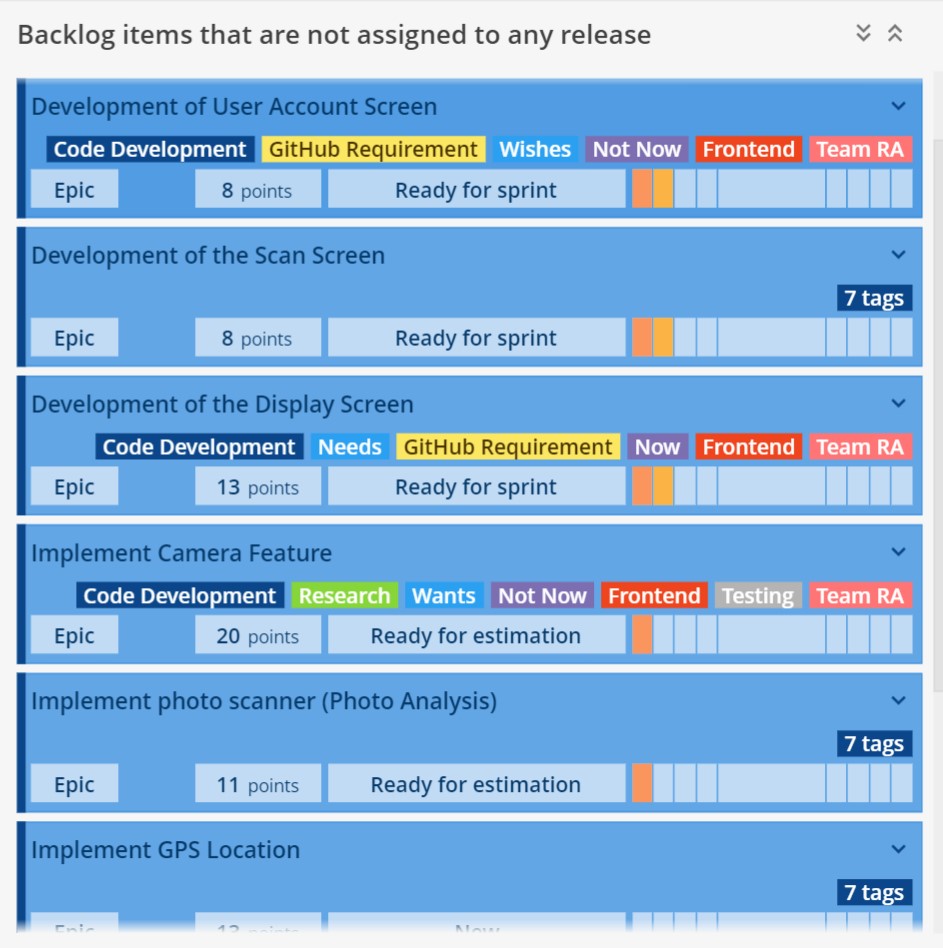 Backlog items that are not assigned to any release
Development of User Account Screen
Code Development GitHub Requirement Wishes Not Now Frontend Team RA
Epic 8 points Ready for sprint
Development of the Scan Screen
7 tags
Epic 8 points Ready for sprint
Development of the Display Screen
Code Development Needs GitHub Requirement Now Frontend Team RA
Epic 13 points Ready for sprint
Implement Camera Feature
Code Development Research Wants Not Now Frontend Testing Team RA
Epic 20 points Ready for estimation
Implement photo scanner (Photo Analysis)
7 tags
Epic 11 points Ready for estimation
Implement GPS Location
7 tags
Epic points